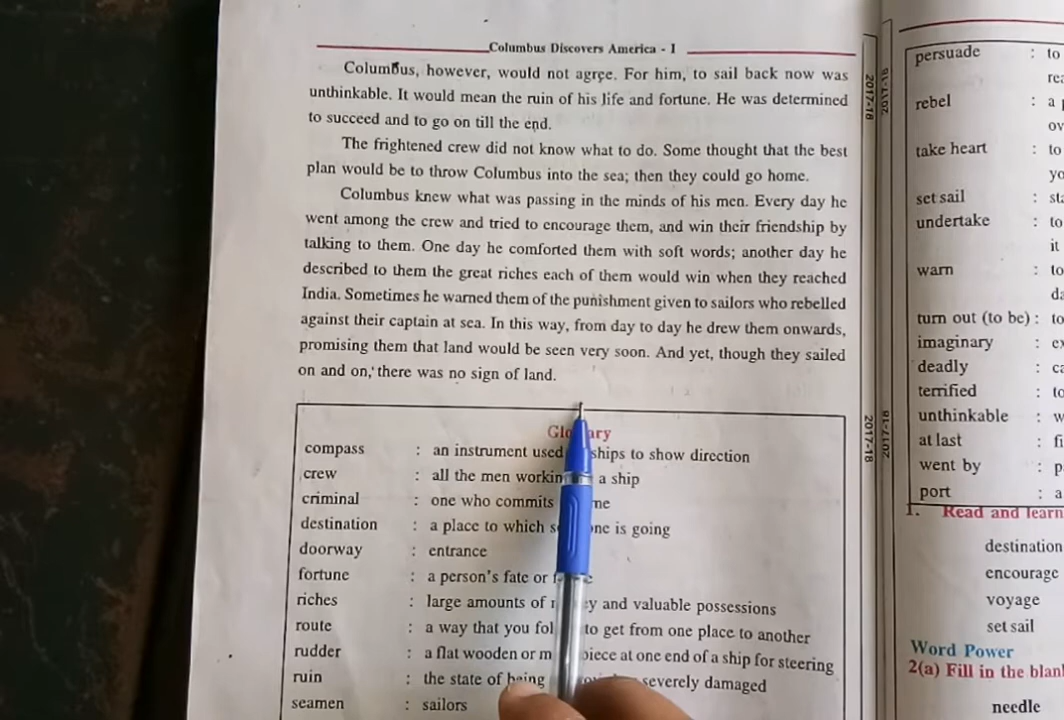 Columbus Discovers America - I
Columbus, however, would not agree. For him, to sail back now was
unthinkable. It would mean the ruin of his life and fortune. He was determined
to succeed and to go on till the end.
The frightened crew did not know what to do. Some thought that the best
plan would be to throw Columbus into the sea; then they could go home.
Columbus knew what was passing in the minds of his men. Every day he
went among the crew and tried to encourage them, and win their friendship by
talking to them. One day he comforted them with soft words; another day he
described to them the great riches each of them would win when they reached
India. Sometimes he warned them of the punishment given to sailors who rebelled
against their captain at sea. In this way, from day to day he drew them onwards,
promising them that land would be seen very soon. And yet, though they sailed
on and on, there was no sign of land.
Glossary
compass : an instrument used ships to show direction
crew : all the men working a ship
criminal : one who commits
destination : a place to which is going
doorway : entrance
fortune : a person's fate or
riches : large amounts of and valuable possessions
route : a way that you to get from one place to another
rudder : a flat wooden or piece at one end of a ship for steering
ruin : the state of being severely damaged
seamen : sailors
2017-18
2017-18
2017-18
2017-18
persuade : to
rebel : a
take heart : to
set sail :
undertake : to
it
warn : to
turn out (to be) : to
imaginary :
deadly :
terrified :
unthinkable :
at last :
went by :
port : a
1. Read and learn
destination
encourage
voyage
set sail
Word Power
2(a) Fill in the
needle